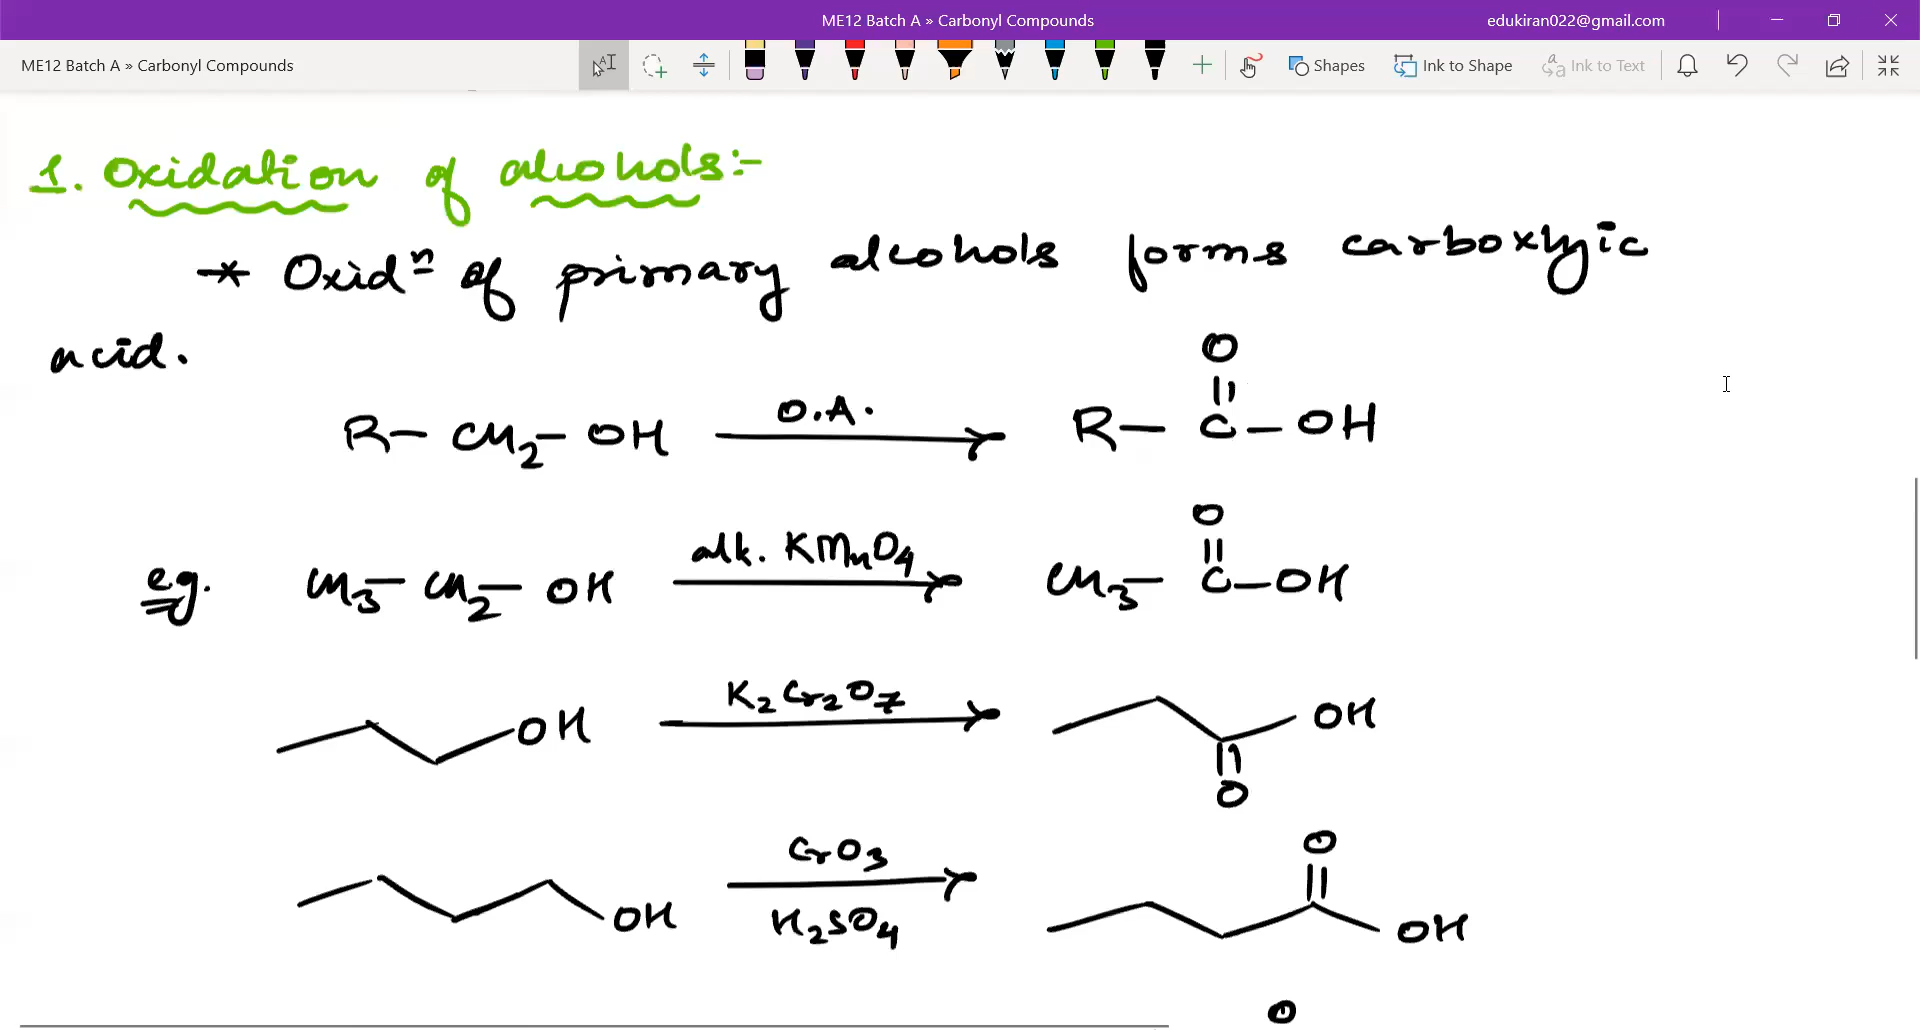 ME12 Batch A » Carbonyl Compounds
edukiran022@gmail.com
ME12 Batch A » Carbonyl Compounds
Shapes
Ink to Shape
Ink to Text
1. Oxidation of alcohols:-
* Oxidⁿ of primary alcohols forms carboxlyic
acid.
O
||
R- CH2- OH O.A. R- C - OH
O
||
eg. CH3- CH2- OH alk. KMnO4 CH3- C - OH
OH K2Cr2O7 OH
||
O
O
||
OH CrO3 OH
H2SO4
O